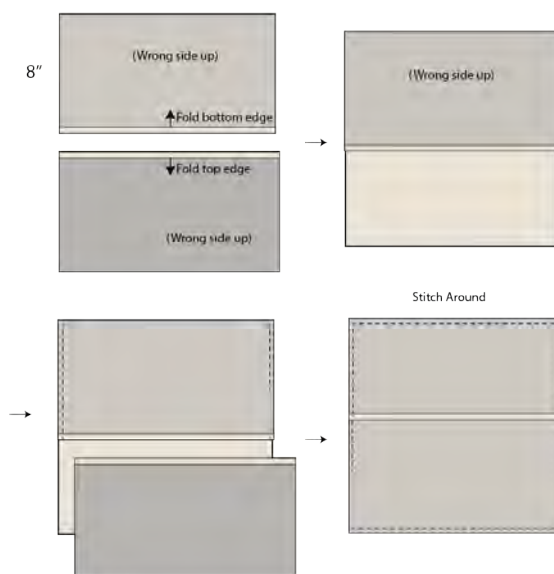 8"
(Wrong side up)
Fold bottom edge
Fold top edge
(Wrong side up)
(Wrong side up)
Stitch Around